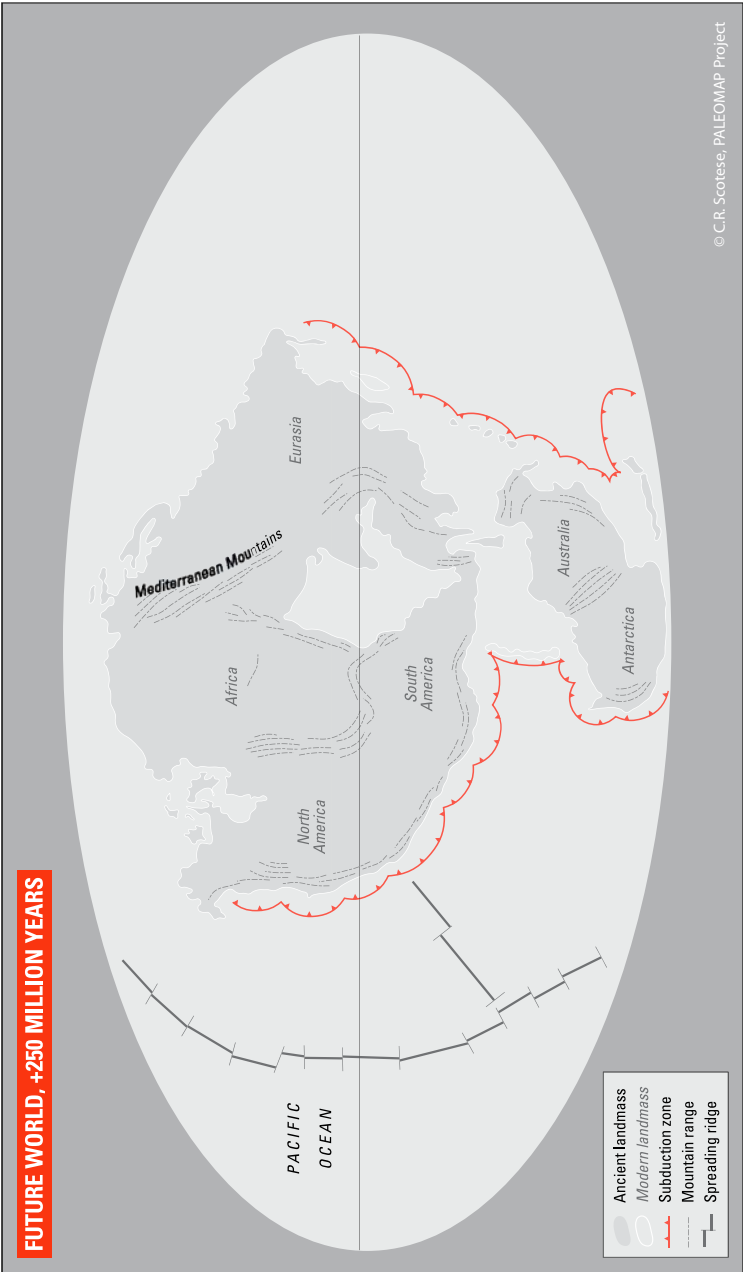 FUTURE WORLD, +250 MILLION YEARS
PACIFIC
OCEAN
North
America
Africa
South
America
Mediterranean Mountains
Eurasia
Antarctica
Australia
Ancient landmass
Modern landmass
Subduction zone
Mountain range
Spreading ridge
© C.R. Scotese, PALEOMAP Project